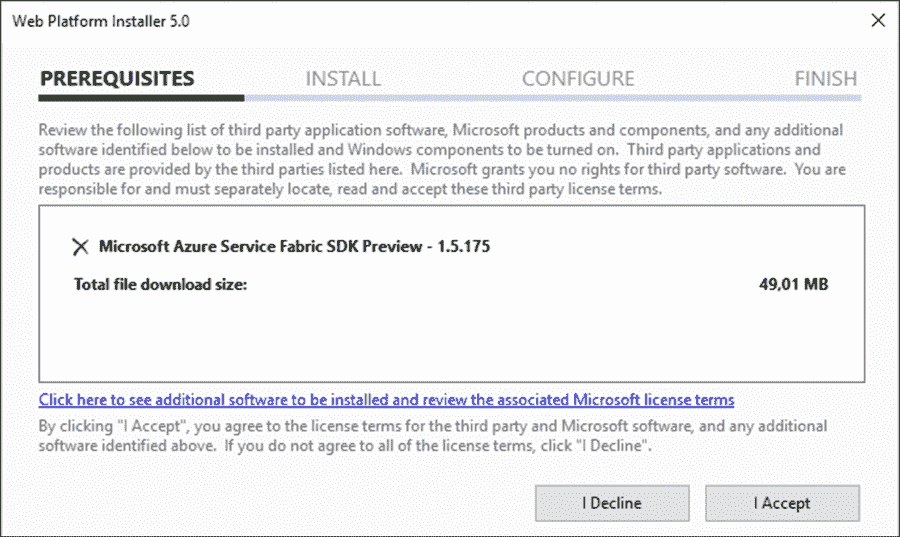 Web Platform Installer 5.0
PREREQUISITES INSTALL CONFIGURE FINISH
Review the following list of third party application software, Microsoft products and components, and any additional
software identified below to be installed and Windows components to be turned on. Third party applications and
products are provided by the third parties listed here. Microsoft grants you no rights for third party software. You are
responsible for and must separately locate, read and accept these third party license terms.
Microsoft Azure Service Fabric SDK Preview - 1.5.175
Total file download size: 49,01 MB
Click here to see additional software to be installed and review the associated Microsoft license terms
By clicking "I Accept", you agree to the license terms for the third party and Microsoft software, and any additional
software identified above. If you do not agree to all of the license terms, click "I Decline".
I Decline I Accept